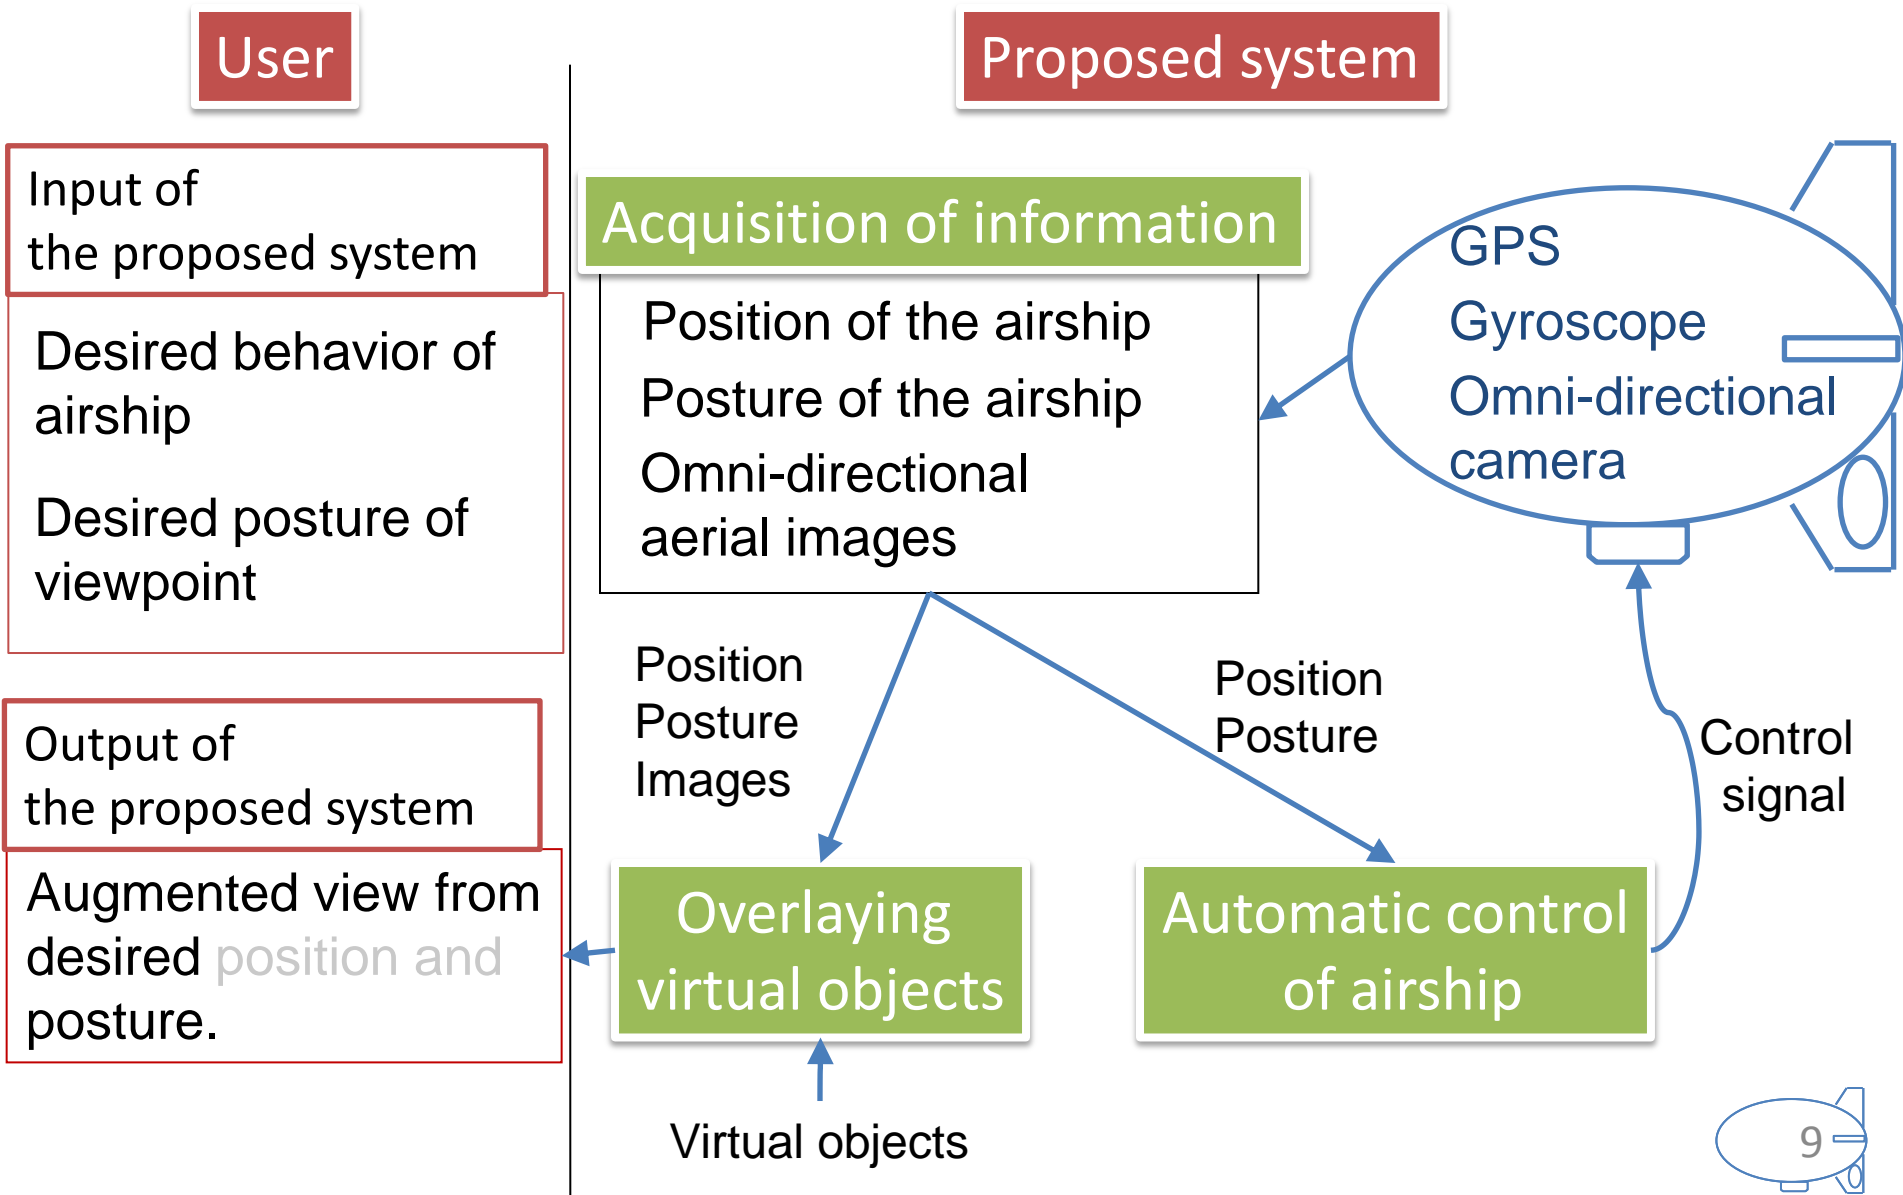 User
Proposed system
Input of
the proposed system
Desired behavior of
airship
Desired posture of
viewpoint
Output of
the proposed system
Augmented view from
desired position and
posture.
Acquisition of information
Position of the airship
Posture of the airship
Omni-directional
aerial images
GPS
Gyroscope
Omni-directional
camera
Position
Posture
Images
Position
Posture
Control
signal
Overlaying
virtual objects
Automatic control
of airship
Virtual objects
9